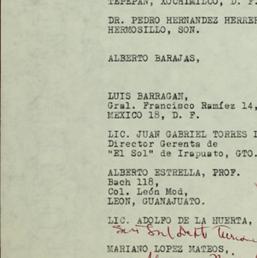 TEPEPAN, XOCHIMILCO, D. F.
DR. PEDRO HERNANDEZ HERRE
HERMOSILLO, SON.
ALBERTO BARAJAS,
LUIS BARRAGAN,
Gral. Francisco Ramíez 14,
MEXICO 18, D. F.
LIC. JUAN GABRIEL TORRES
Director Gerente de
"El Sol" de Irapuato, GTO.
ALBERTO ESTRELLA, PROF.
Bach 118,
Col. León Mod,
LEON, GUANAJUATO.
LIC. ADOLFO DE LA HUERTA,
MARIANO LOPEZ MATEOS,